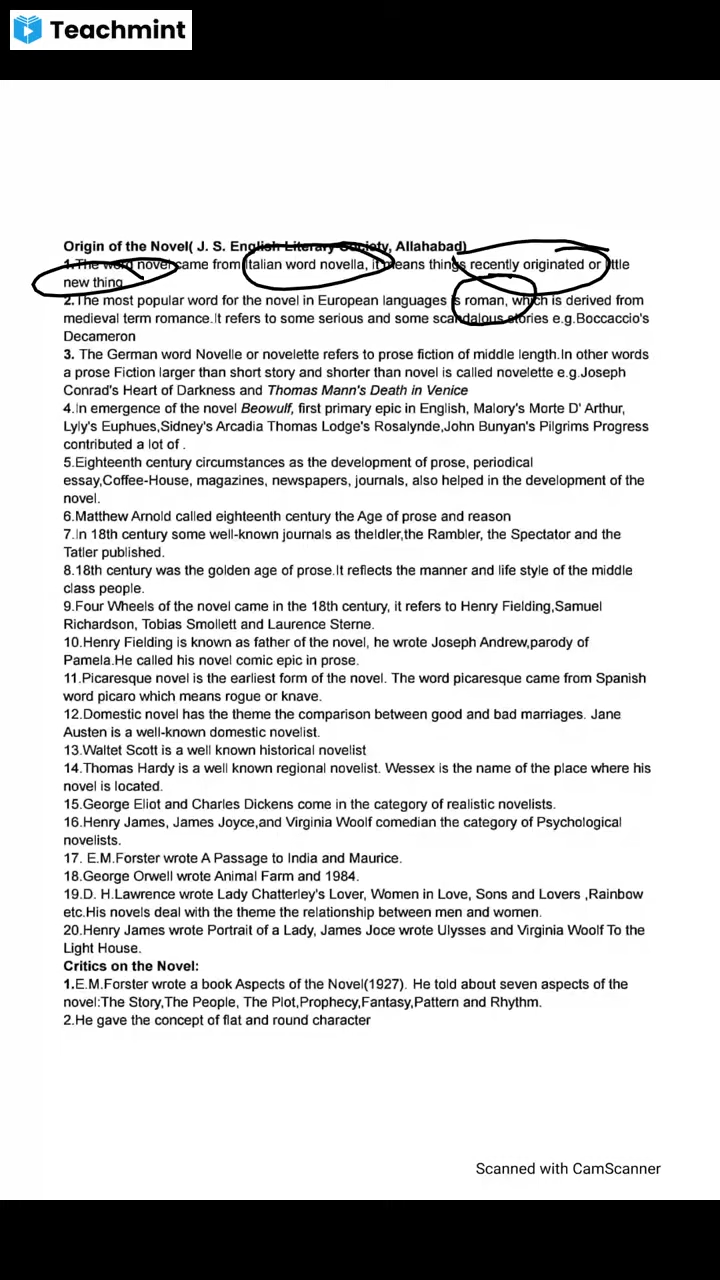 Teachmint
Origin of the Novel( J. S. English Literary Society, Allahabad)
1.The word novel came from Italian word novella, it means things recently originated or little
new thing
2.The most popular word for the novel in European languages is roman, which is derived from
medieval term romance.It refers to some serious and some scandalous stories e.g.Boccaccio's
Decameron
3. The German word Novelle or novelette refers to prose fiction of middle length.In other words
a prose Fiction larger than short story and shorter than novel is called novelette e.g.Joseph
Conrad's Heart of Darkness and Thomas Mann's Death in Venice
4.In emergence of the novel Beowulf, first primary epic in English, Malory's Morte D' Arthur,
Lyly's Euphues,Sidney's Arcadia Thomas Lodge's Rosalynde,John Bunyan's Pilgrims Progress
contributed a lot of .
5.Eighteenth century circumstances as the development of prose, periodical
essay,Coffee-House, magazines, newspapers, journals, also helped in the development of the
novel.
6.Matthew Arnold called eighteenth century the Age of prose and reason
7.In 18th century some well-known journals as theIdler,the Rambler, the Spectator and the
Tatler published.
8.18th century was the golden age of prose.It reflects the manner and life style of the middle
class people.
9.Four Wheels of the novel came in the 18th century, it refers to Henry Fielding,Samuel
Richardson, Tobias Smollett and Laurence Sterne.
10.Henry Fielding is known as father of the novel, he wrote Joseph Andrew,parody of
Pamela.He called his novel comic epic in prose.
11.Picaresque novel is the earliest form of the novel. The word picaresque came from Spanish
word picaro which means rogue or knave.
12.Domestic novel has the theme the comparison between good and bad marriages. Jane
Austen is a well-known domestic novelist.
13.Waltet Scott is a well known historical novelist
14.Thomas Hardy is a well known regional novelist. Wessex is the name of the place where his
novel is located.
15.George Eliot and Charles Dickens come in the category of realistic novelists.
16.Henry James, James Joyce,and Virginia Woolf comedian the category of Psychological
novelists.
17. E.M.Forster wrote A Passage to India and Maurice.
18.George Orwell wrote Animal Farm and 1984.
19.D. H.Lawrence wrote Lady Chatterley's Lover, Women in Love, Sons and Lovers ,Rainbow
etc.His novels deal with the theme the relationship between men and women.
20.Henry James wrote Portrait of a Lady, James Joce wrote Ulysses and Virginia Woolf To the
Light House.
Critics on the Novel:
1.E.M.Forster wrote a book Aspects of the Novel(1927). He told about seven aspects of the
novel:The Story,The People, The Plot,Prophecy,Fantasy,Pattern and Rhythm.
2.He gave the concept of flat and round character
Scanned with CamScanner